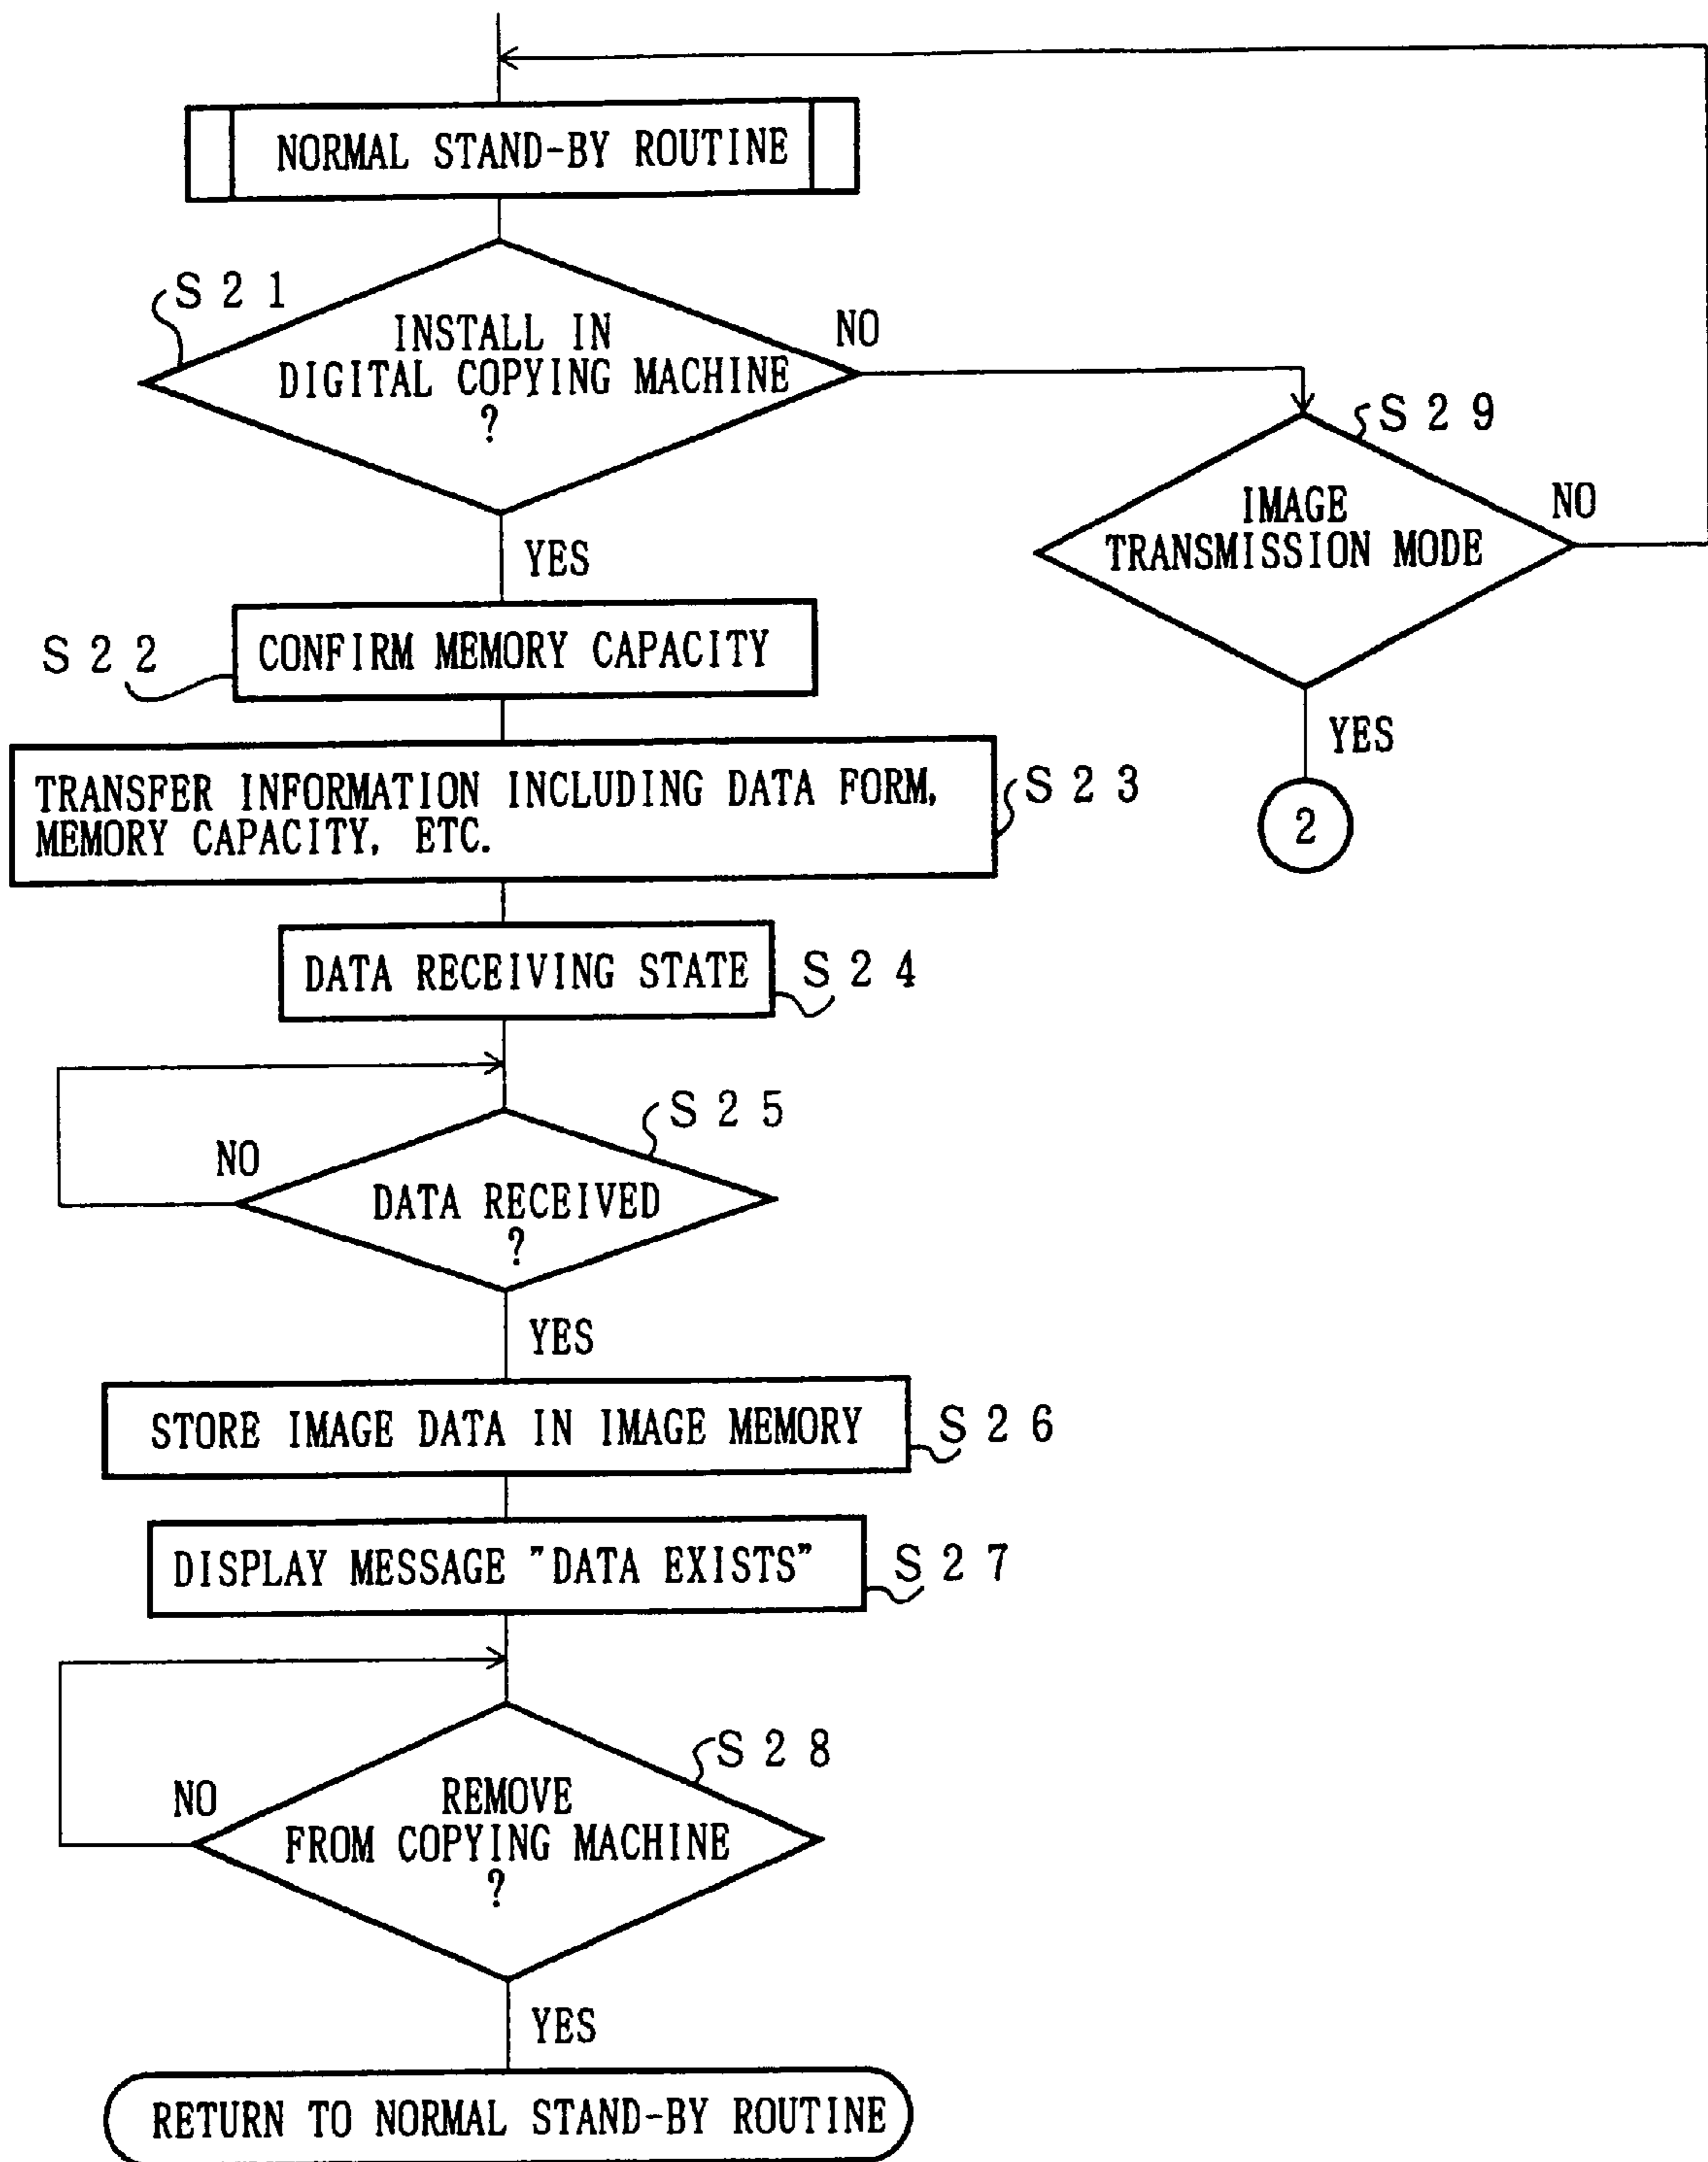 NORMAL STAND-BY ROUTINE
S21
INSTALL IN
DIGITAL COPYING MACHINE
?
NO
YES
S29
IMAGE
TRANSMISSION MODE
NO
YES
2
S22
CONFIRM MEMORY CAPACITY
TRANSFER INFORMATION INCLUDING DATA FORM,
MEMORY CAPACITY, ETC.
S23
DATA RECEIVING STATE
S24
S25
NO
DATA RECEIVED
?
YES
STORE IMAGE DATA IN IMAGE MEMORY
S26
DISPLAY MESSAGE "DATA EXISTS"
S27
S28
NO
REMOVE
FROM COPYING MACHINE
?
YES
RETURN TO NORMAL STAND-BY ROUTINE